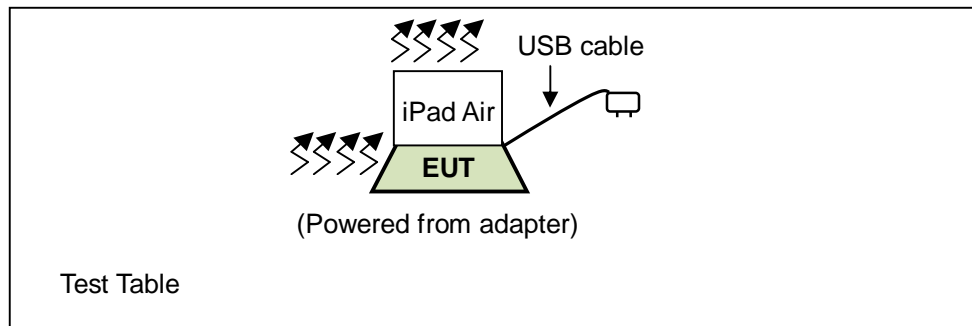 USB cable
iPad Air
EUT
(Powered from adapter)
Test Table